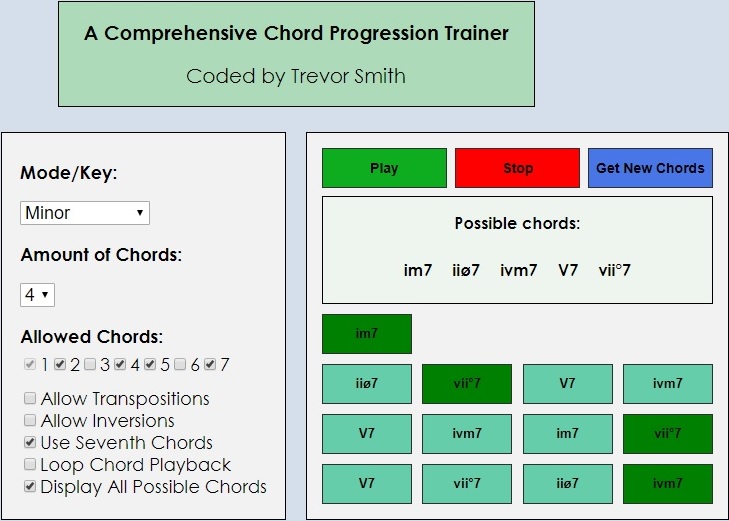 A Comprehensive Chord Progression Trainer
Coded by Trevor Smith
Mode/Key:
Minor
Amount of Chords:
4
Allowed Chords:
1 2 3 4 5 6 7
Allow Transpositions
Allow Inversions
Use Seventh Chords
Loop Chord Playback
Display All Possible Chords
Play Stop Get New Chords
Possible chords:
im7 iiø7 ivm7 V7 vii°7
im7
iiø7 vii°7 V7 ivm7
V7 ivm7 im7 vii°7
V7 vii°7 iiø7 ivm7